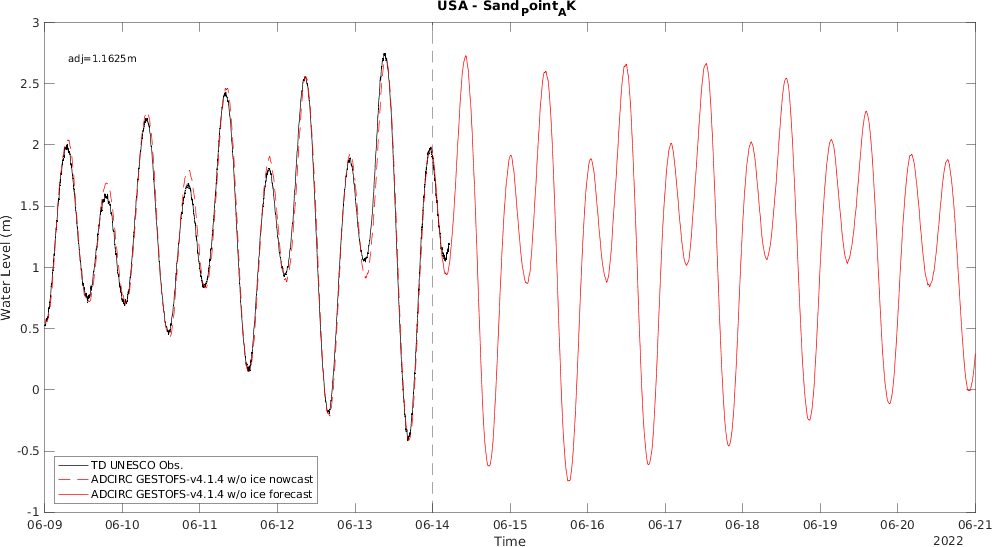 USA - Sand_Point_AK
3
adj=1.1625m
2.5
2
1.5
1
0.5
0
-0.5
-1
Water Level (m)
TD UNESCO Obs.
ADCIRC GESTOFS-v4.1.4 w/o ice nowcast
ADCIRC GESTOFS-v4.1.4 w/o ice forecast
06-09 06-10 06-11 06-12 06-13 06-14 06-15 06-16 06-17 06-18 06-19 06-20 06-21
Time
2022